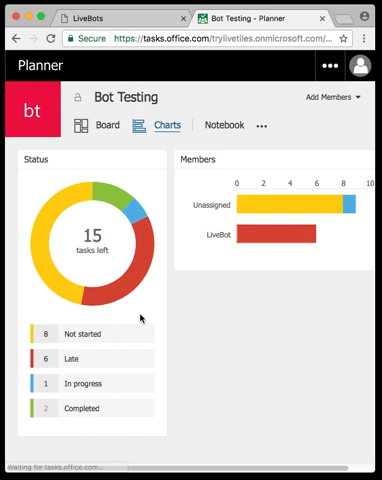 LiveBots
Bot Testing - Planner
Secure
https://tasks.office.com/trylivetiles.onmicrosoft.com/
Planner
bt
Bot Testing
Add Members
Board
Charts
Notebook
Status
Members
15
tasks left
0 2 4 6 8 10
Unassigned
LiveBot
8 Not started
6 Late
1 In progress
2 Completed
Waiting for tasks.office.com...